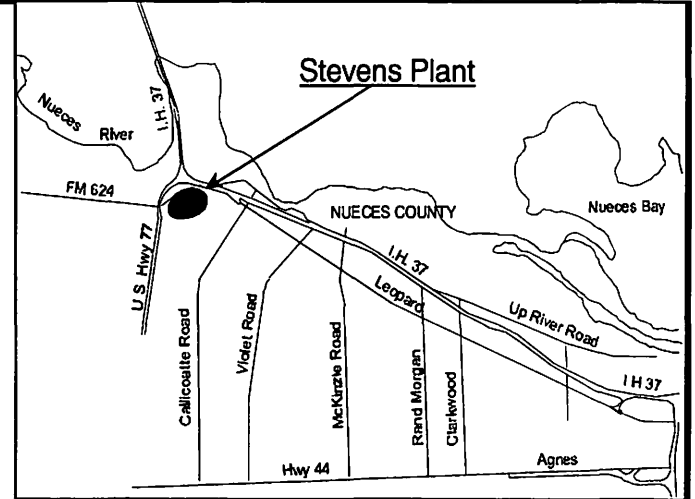 Stevens Plant
I.H. 37
Nueces
River
FM 624
U S Hwy 77
NUECES COUNTY
Nueces Bay
I.H. 37
Leopard
Up River Road
Callicoatte Road
Violet Road
McKinzie Road
Rand Morgan
Clarkwood
I H 37
Hwy 44
Agnes